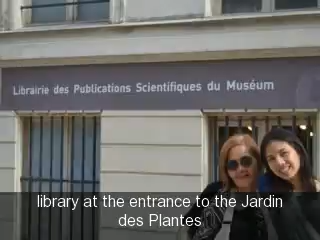 Librairie des Publications Scientifiques du Muséum
library at the entrance to the Jardin
des Plantes